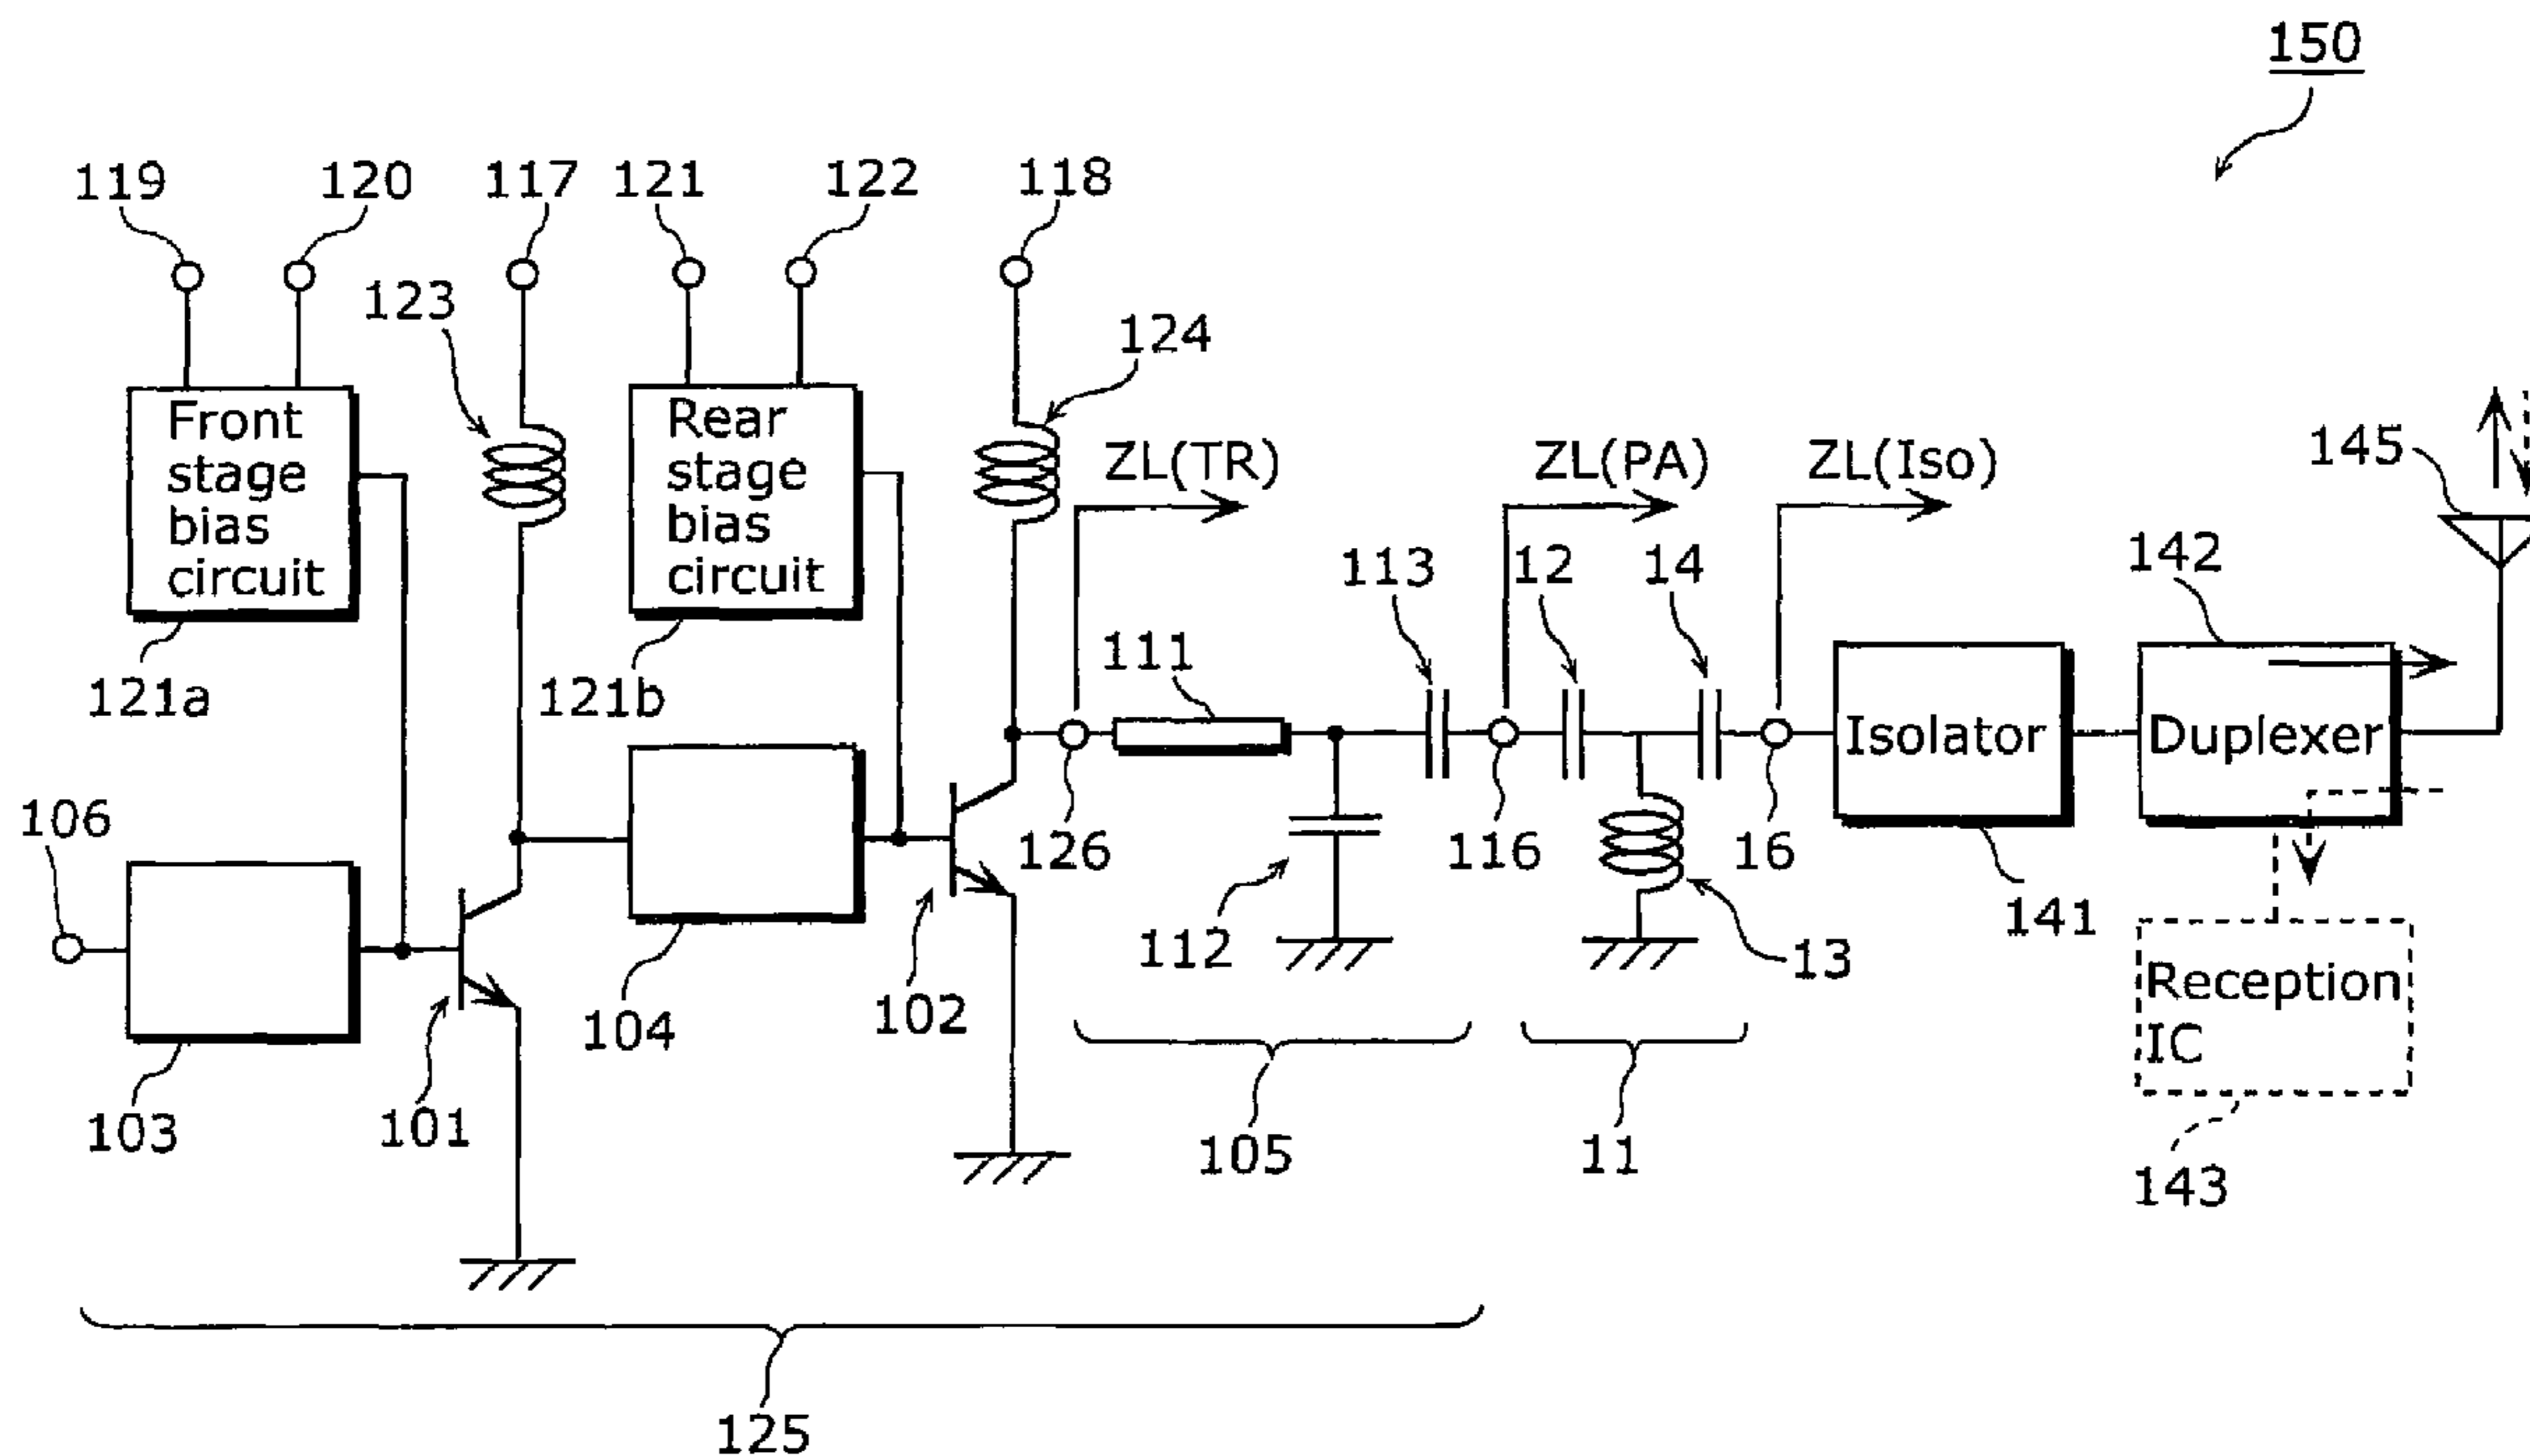 150
119
120
117
121
122
118
123
124
Front
stage
bias
circuit
Rear
stage
bias
circuit
ZL(TR)
ZL(PA)
ZL(Iso)
145
113
12
14
142
111
121a
121b
Isolator
Duplexer
106
126
116
16
112
13
141
103
101
104
102
Reception
IC
105
11
143
125